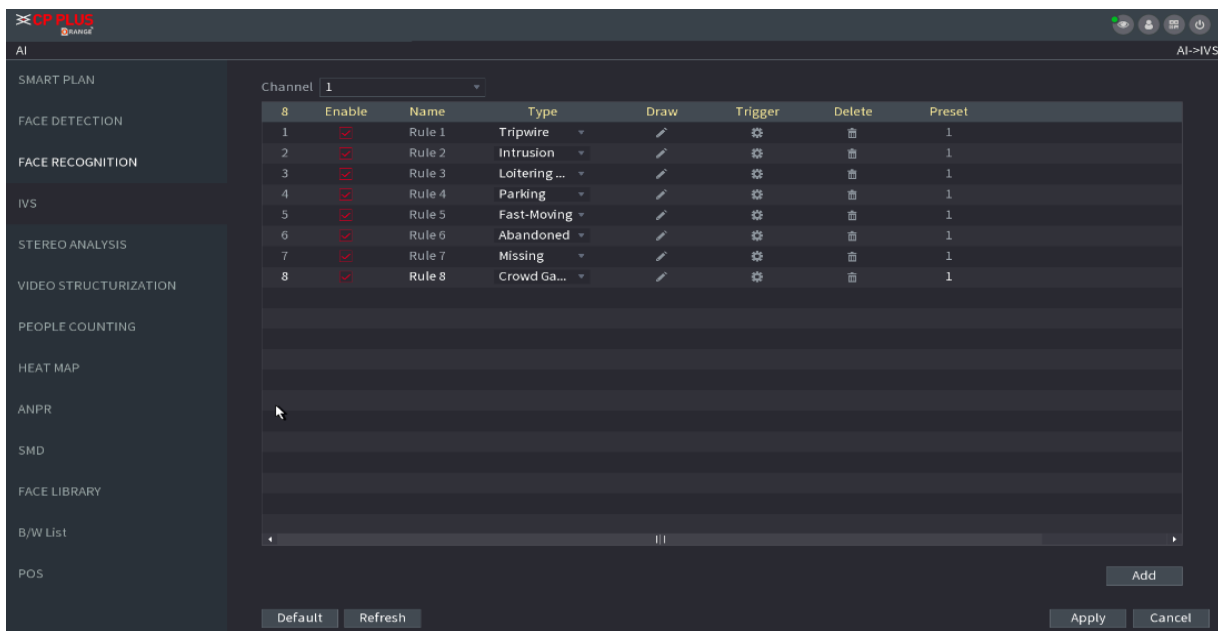 CP PLUS
ORANGE
AI AI->IVS
SMART PLAN
FACE DETECTION
FACE RECOGNITION
IVS
STEREO ANALYSIS
VIDEO STRUCTURIZATION
PEOPLE COUNTING
HEAT MAP
ANPR
SMD
FACE LIBRARY
B/W List
POS
Channel 1
8 Enable Name Type Draw Trigger Delete Preset
1 Rule 1 Tripwire 1
2 Rule 2 Intrusion 1
3 Rule 3 Loitering ... 1
4 Rule 4 Parking 1
5 Rule 5 Fast-Moving 1
6 Rule 6 Abandoned 1
7 Rule 7 Missing 1
8 Rule 8 Crowd Ga... 1
Add
Default Refresh Apply Cancel